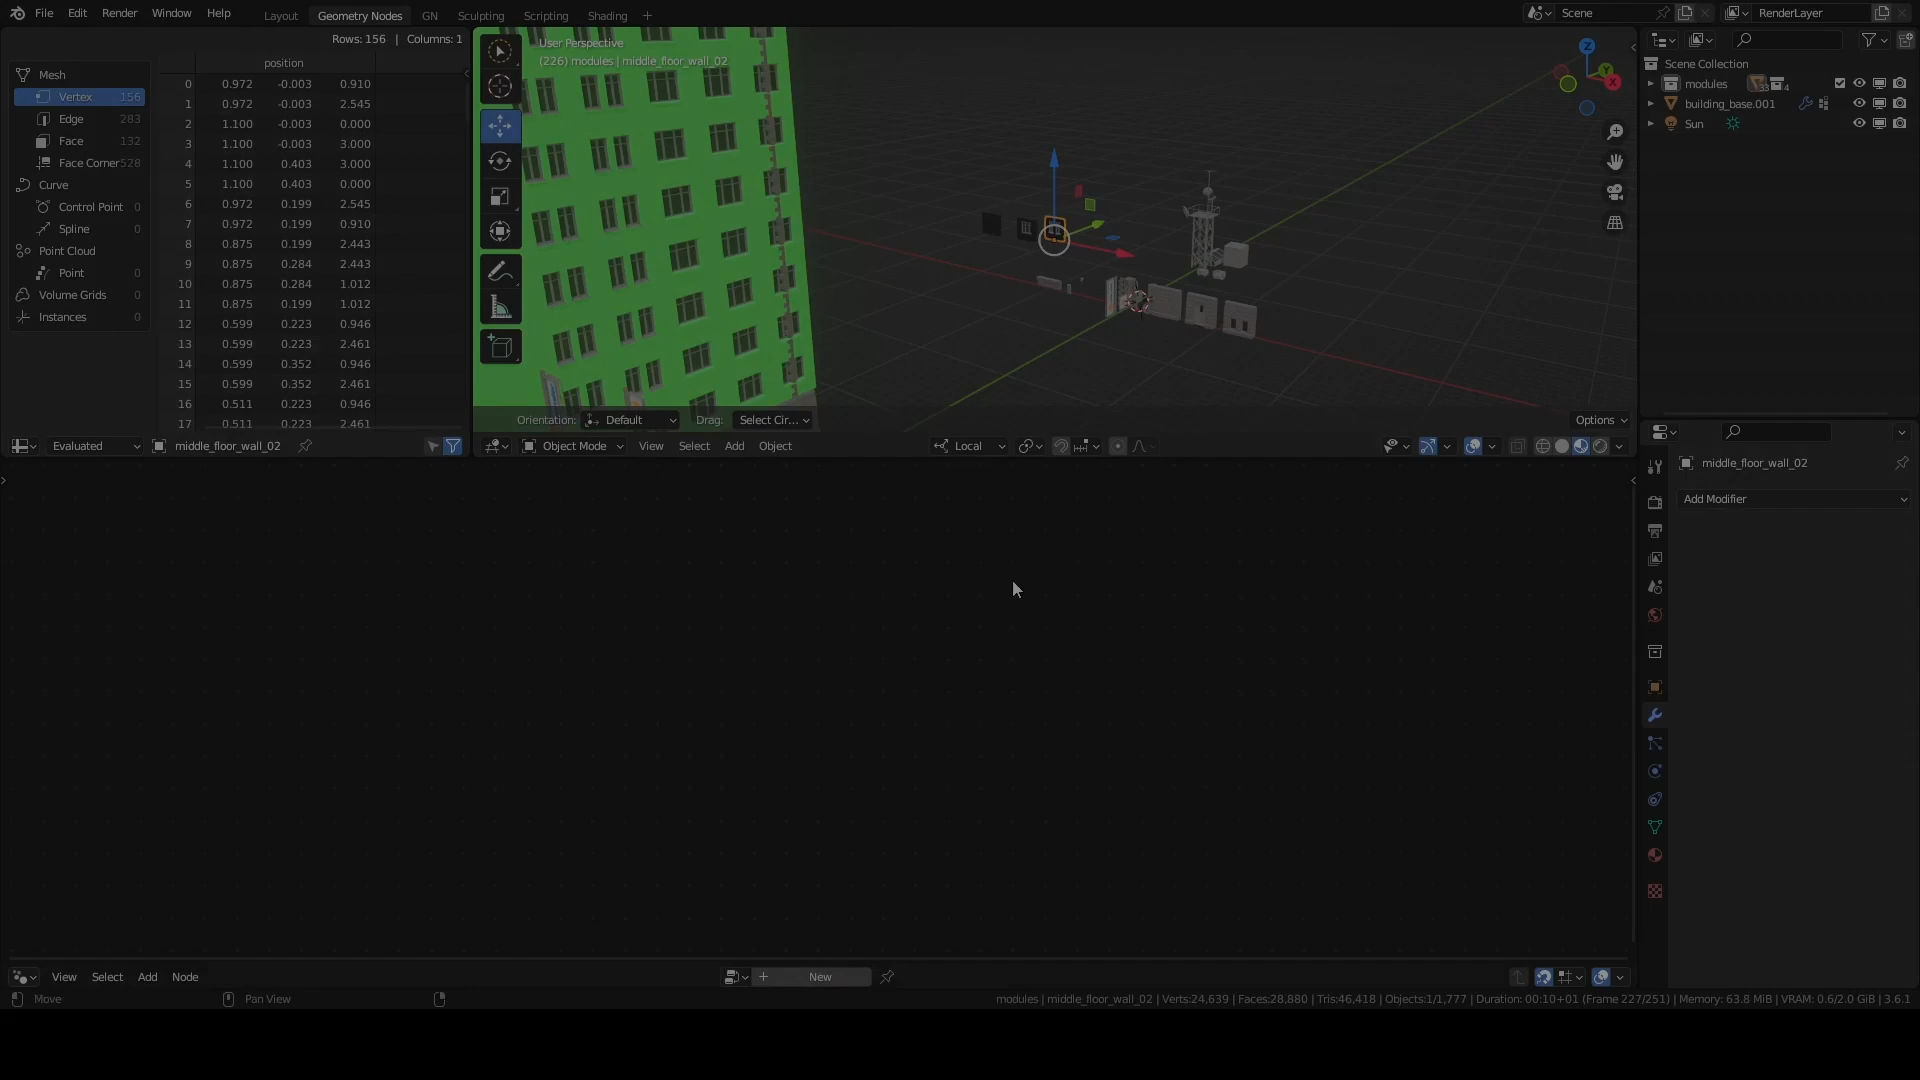 File Edit Render Window Help Layout Geometry Nodes GN Sculpting Scripting Shading + Scene RenderLayer
Rows: 156 | Columns: 1
position
Mesh
Vertex 156
Edge 283
Face 132
Face Corner 528
Curve
Control Point 0
Spline 0
Point Cloud
Point 0
Volume Grids 0
Instances 0
0 0.972 -0.003 0.910
1 0.972 -0.003 2.545
2 1.100 -0.003 0.000
3 1.100 -0.003 3.000
4 1.100 0.403 3.000
5 1.100 0.403 0.000
6 0.972 0.199 2.545
7 0.972 0.199 0.910
8 0.875 0.199 2.443
9 0.875 0.284 2.443
10 0.875 0.284 1.012
11 0.875 0.199 1.012
12 0.599 0.223 0.946
13 0.599 0.223 2.461
14 0.599 0.352 0.946
15 0.599 0.352 2.461
16 0.511 0.223 0.946
17 0.511 0.223 2.461
Evaluated middle_floor_wall_02
User Perspective
(226) modules | middle_floor_wall_02
Z
Y
X
Orientation: Default Drag: Select Cir... Options
Object Mode View Select Add Object Local
Scene Collection
modules 33 4
building_base.001
Sun
middle_floor_wall_02
Add Modifier
View Select Add Node + New
Move Pan View modules | middle_floor_wall_02 | Verts:24,639 | Faces:28,880 | Tris:46,418 | Objects:1/1,777 | Duration: 00:10+01 (Frame 227/251) | Memory: 63.8 MiB | VRAM: 0.6/2.0 GiB | 3.6.1